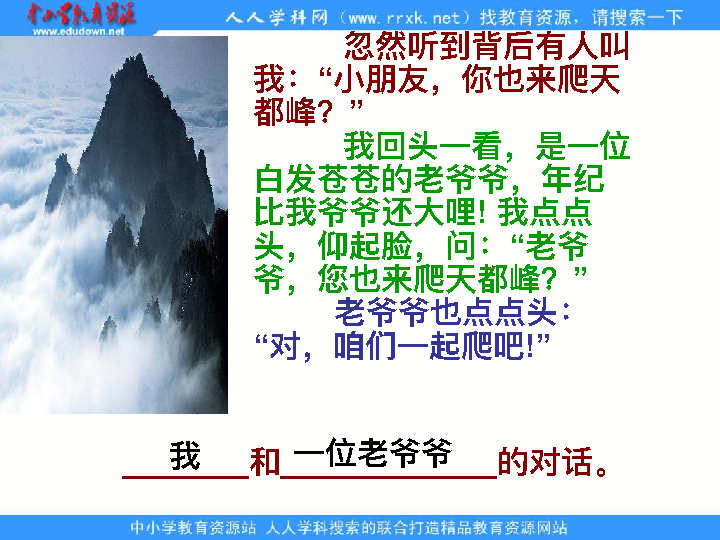 中小学教育资源
www.edudown.net
人人学科网（www.rrxk.net）找教育资源，请搜索一下
忽然听到背后有人叫
我：“小朋友，你也来爬天
都峰？”
我回头一看，是一位
白发苍苍的老爷爷，年纪
比我爷爷还大哩! 我点点
头，仰起脸，问：“老爷
爷，您也来爬天都峰？”
老爷爷也点点头：
“对，咱们一起爬吧!”
我和一位老爷爷的对话。
中小学教育资源站 人人学科搜索的联合打造精品教育资源网站